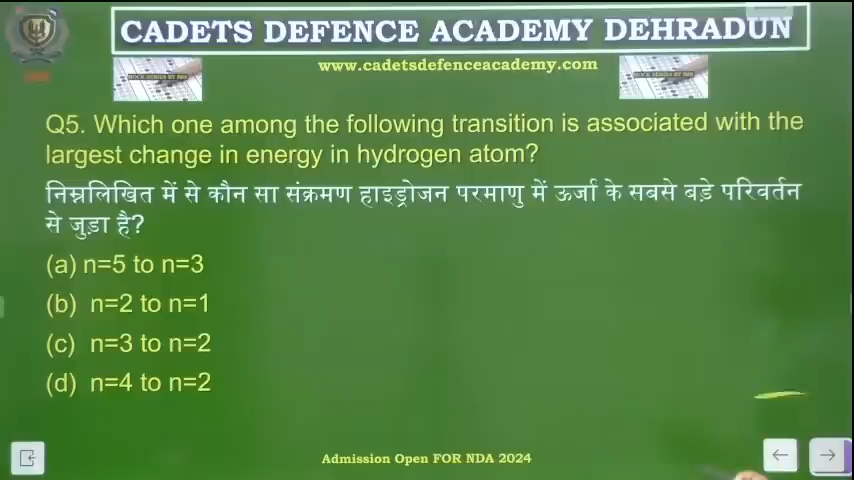 CADETS DEFENCE ACADEMY DEHRADUN
www.cadetsdefenceacademy.com
Q5. Which one among the following transition is associated with the
largest change in energy in hydrogen atom?
निम्नलिखित में से कौन सा संक्रमण हाइड्रोजन परमाणु में ऊर्जा के सबसे बड़े परिवर्तन
से जुड़ा है?
(a) n=5 to n=3
(b) n=2 to n=1
(c) n=3 to n=2
(d) n=4 to n=2
Admission Open FOR NDA 2024